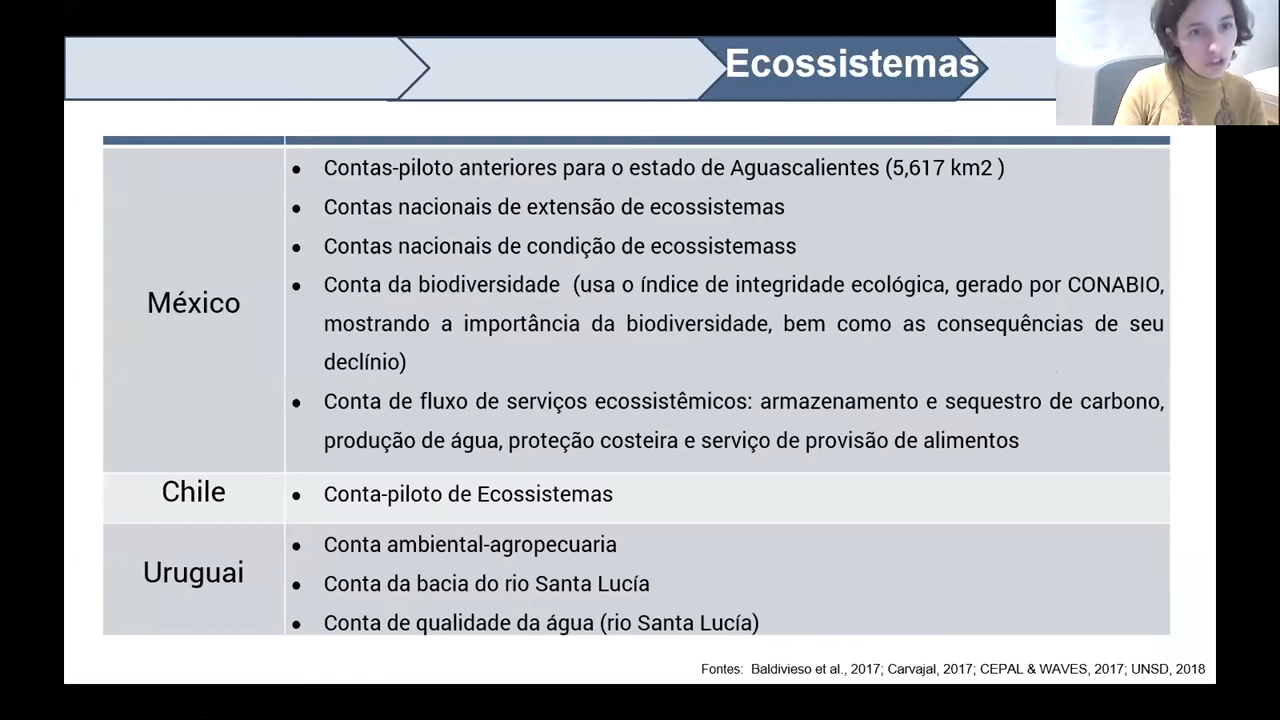 Ecossistemas
México
• Contas-piloto anteriores para o estado de Aguascalientes (5,617 km2 )
• Contas nacionais de extensão de ecossistemas
• Contas nacionais de condição de ecossistemass
• Conta da biodiversidade (usa o índice de integridade ecológica, gerado por CONABIO,
mostrando a importância da biodiversidade, bem como as consequências de seu
declínio)
• Conta de fluxo de serviços ecossistêmicos: armazenamento e sequestro de carbono,
produção de água, proteção costeira e serviço de provisão de alimentos
Chile
• Conta-piloto de Ecossistemas
Uruguai
• Conta ambiental-agropecuaria
• Conta da bacia do rio Santa Lucía
• Conta de qualidade da água (rio Santa Lucía)
Fontes: Baldivieso et al., 2017; Carvajal, 2017; CEPAL & WAVES, 2017; UNSD, 2018